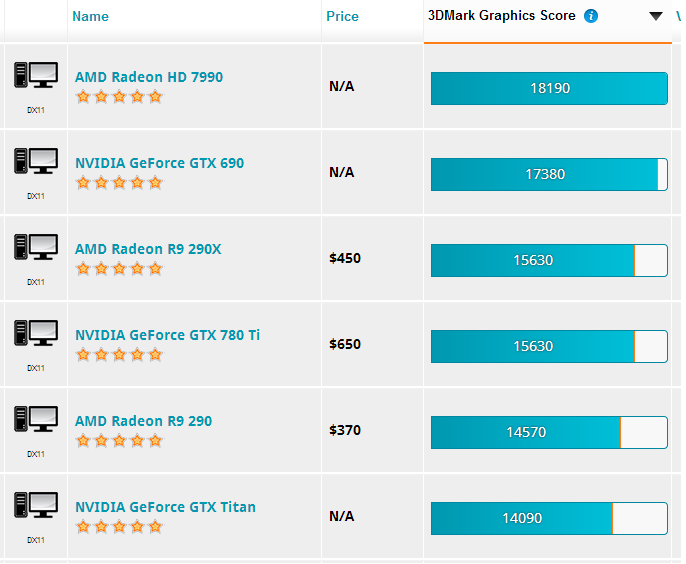 Name Price 3DMark Graphics Score i V
AMD Radeon HD 7990 N/A 18190
DX11
NVIDIA GeForce GTX 690 N/A 17380
DX11
AMD Radeon R9 290X $450 15630
DX11
NVIDIA GeForce GTX 780 Ti $650 15630
DX11
AMD Radeon R9 290 $370 14570
DX11
NVIDIA GeForce GTX Titan N/A 14090
DX11